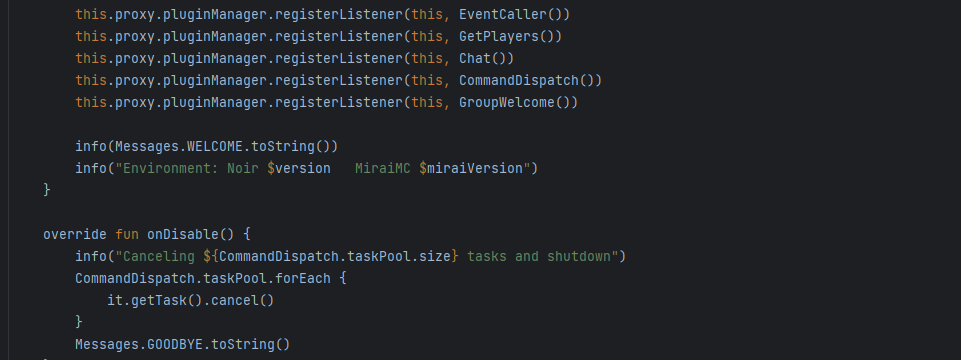 this.proxy.pluginManager.registerListener(this, EventCaller())
this.proxy.pluginManager.registerListener(this, GetPlayers())
this.proxy.pluginManager.registerListener(this, Chat())
this.proxy.pluginManager.registerListener(this, CommandDispatch())
this.proxy.pluginManager.registerListener(this, GroupWelcome())
info(Messages.WELCOME.toString())
info("Environment: Noir $version   MiraiMC $miraiVersion")
}
override fun onDisable() {
info("Canceling ${CommandDispatch.taskPool.size} tasks and shutdown")
CommandDispatch.taskPool.forEach {
it.getTask().cancel()
}
Messages.GOODBYE.toString()